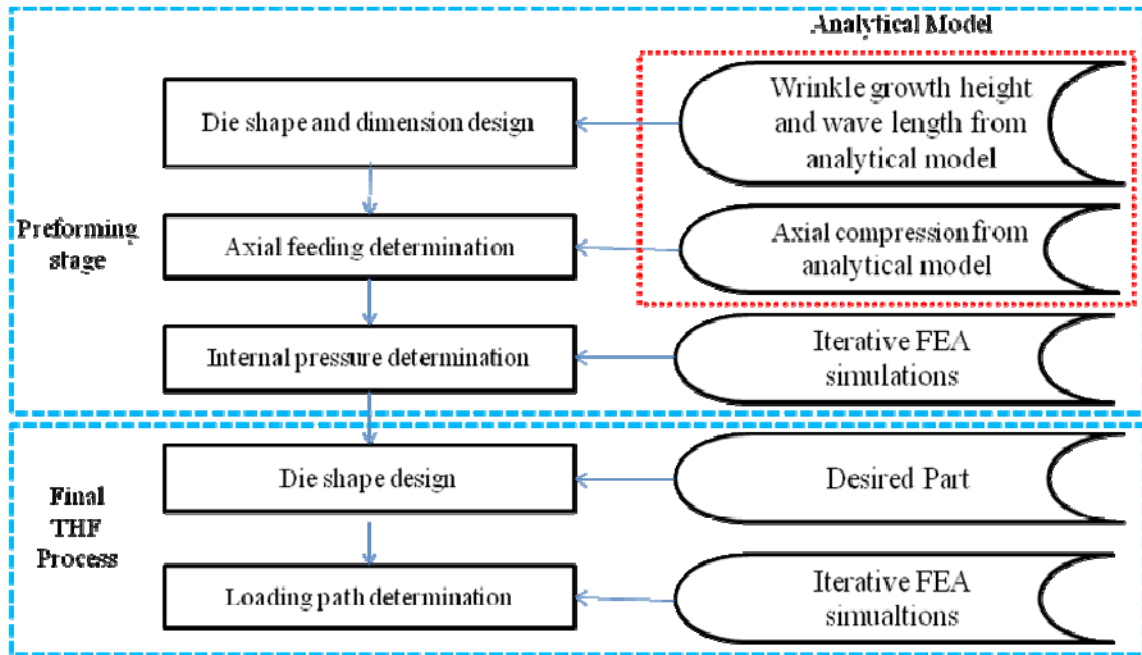 Analytical Model
Die shape and dimension design
Wrinkle growth height
and wave length from
analytical model
Preforming
stage
Axial feeding determination
Axial compression from
analytical model
Internal pressure determination
Iterative FEA
simulations
Final
THF
Process
Die shape design
Desired Part
Loading path determination
Iterative FEA
simualtions